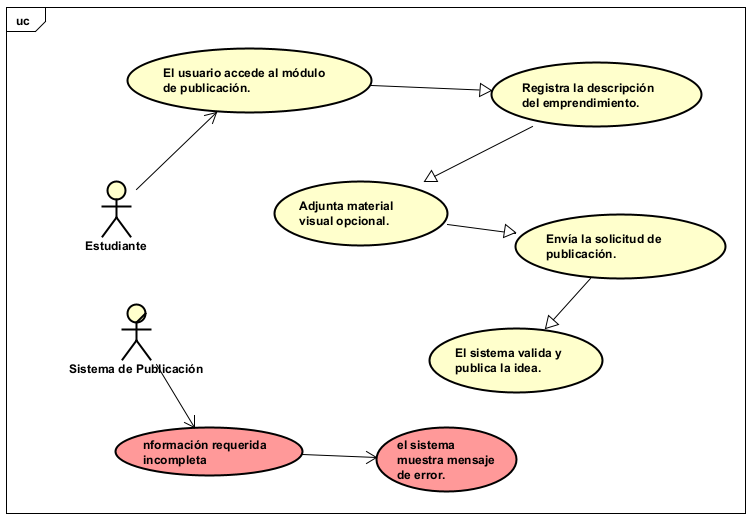 uc
El usuario accede al módulo
de publicación.
Registra la descripción
del emprendimiento.
Adjunta material
visual opcional.
Estudiante
Envía la solicitud de
publicación.
El sistema valida y
publica la idea.
Sistema de Publicación
nformación requerida
incompleta
el sistema
muestra mensaje
de error.